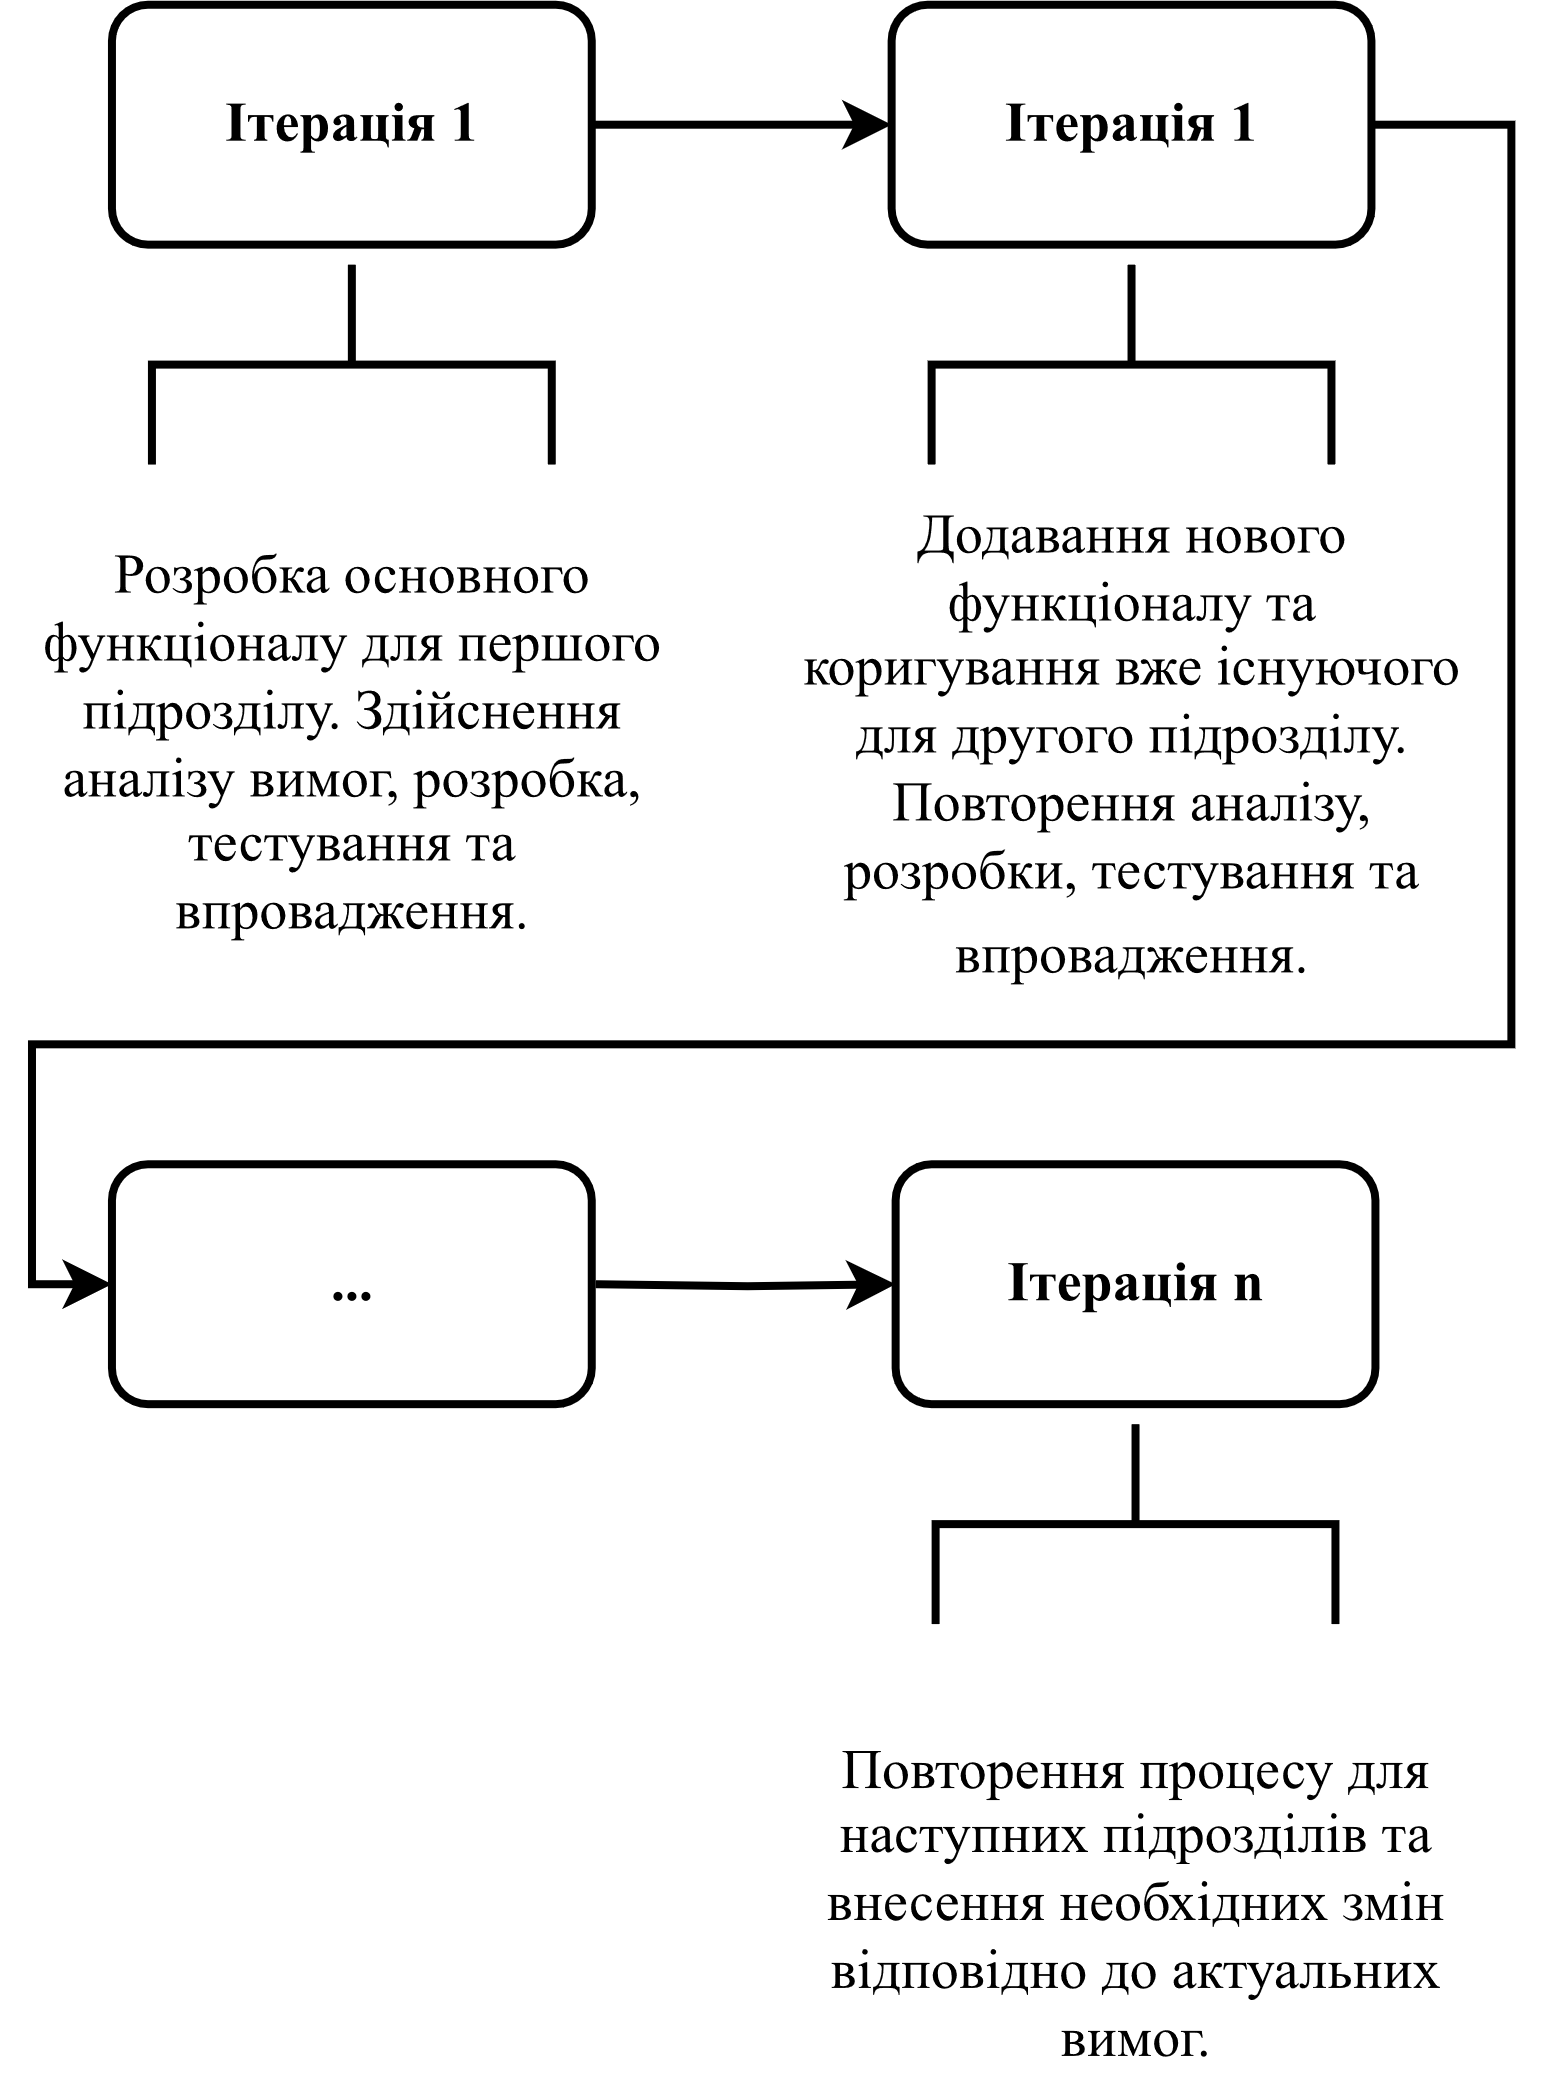 Ітерація 1
Ітерація 1
Розробка основного
функціоналу для першого
підрозділу. Здійснення
аналізу вимог, розробка,
тестування та
впровадження.
Додавання нового
функціоналу та
коригування вже існуючого
для другого підрозділу.
Повторення аналізу,
розробки, тестування та
впровадження.
...
Ітерація n
Повторення процесу для
наступних підрозділів та
внесення необхідних змін
відповідно до актуальних
вимог.